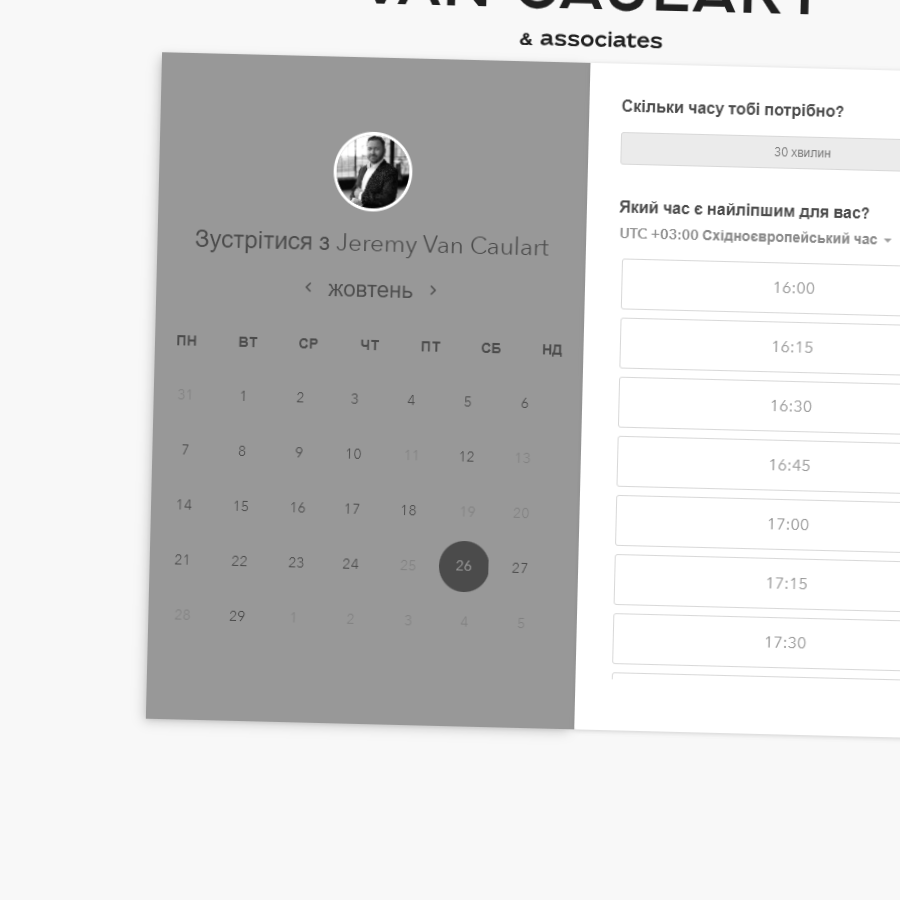 VAN CAULART
& associates
Зустрітися з Jeremy Van Caulart
‹ жовтень ›
ПН ВТ СР ЧТ ПТ СБ НД
31 1 2 3 4 5 6
7 8 9 10 11 12 13
14 15 16 17 18 19 20
21 22 23 24 25 26 27
28 29 1 2 3 4 5
Скільки часу тобі потрібно?
30 хвилин
Який час є найліпшим для вас?
UTC +03:00 Східноєвропейський час
16:00
16:15
16:30
16:45
17:00
17:15
17:30